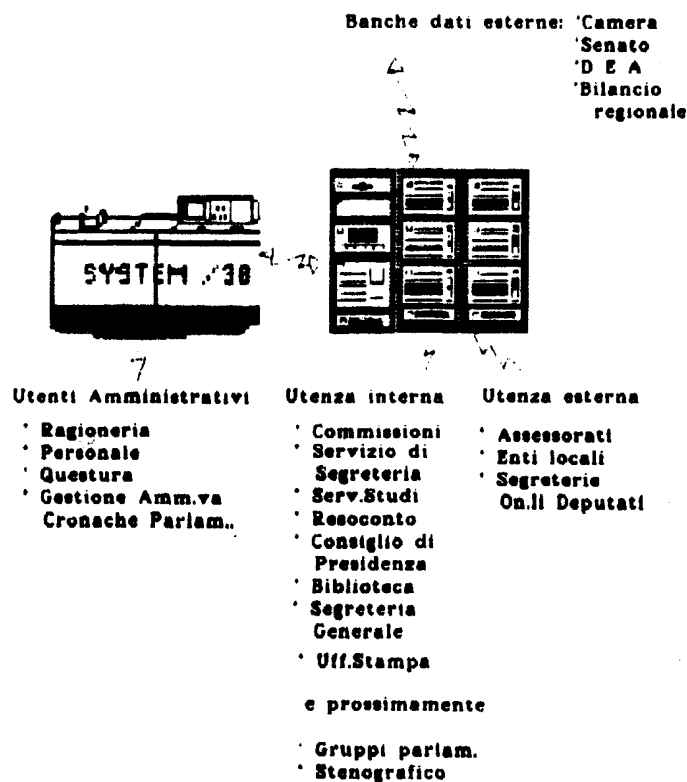 Banche dati esterne: 'Camera
'Senato
'D E A
'Bilancio
regionale
SYSTEM /38
Utenti Amministrativi
' Ragioneria
' Personale
' Questura
' Gestione Amm.va
Cronache Parlam..
Utenza interna
' Commissioni
' Servizio di
Segreteria
' Serv.Studi
' Resoconto
' Consiglio di
Presidenza
' Biblioteca
' Segreteria
Generale
' Uff.Stampa
e prossimamente
' Gruppi parlam.
' Stenografico
Utenza esterna
' Assessorati
' Enti locali
' Segreterie
On.li Deputati